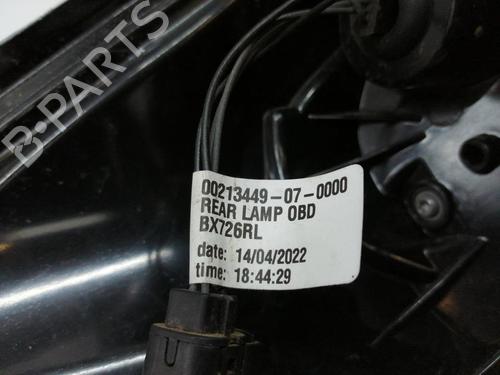 B-PARTS
00213449-07-0000
REAR LAMP OBD
BX726RL
date: 14/04/2022
time: 18:44:29